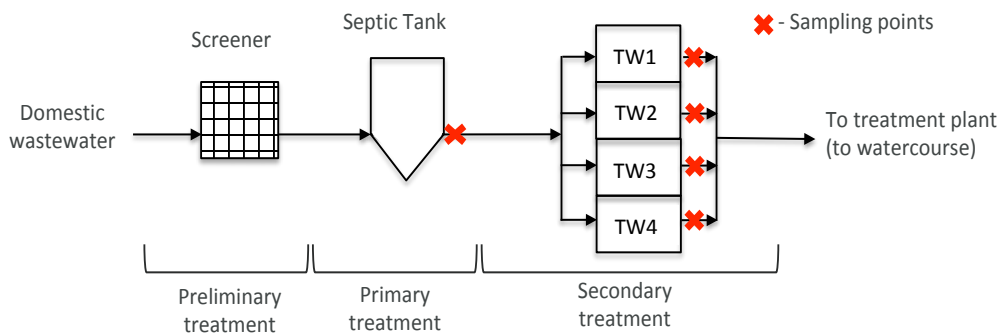 Septic Tank
- Sampling points
Screener
Domestic
wastewater
TW1
TW2
TW3
TW4
To treatment plant
(to watercourse)
Preliminary
treatment
Primary
treatment
Secondary
treatment